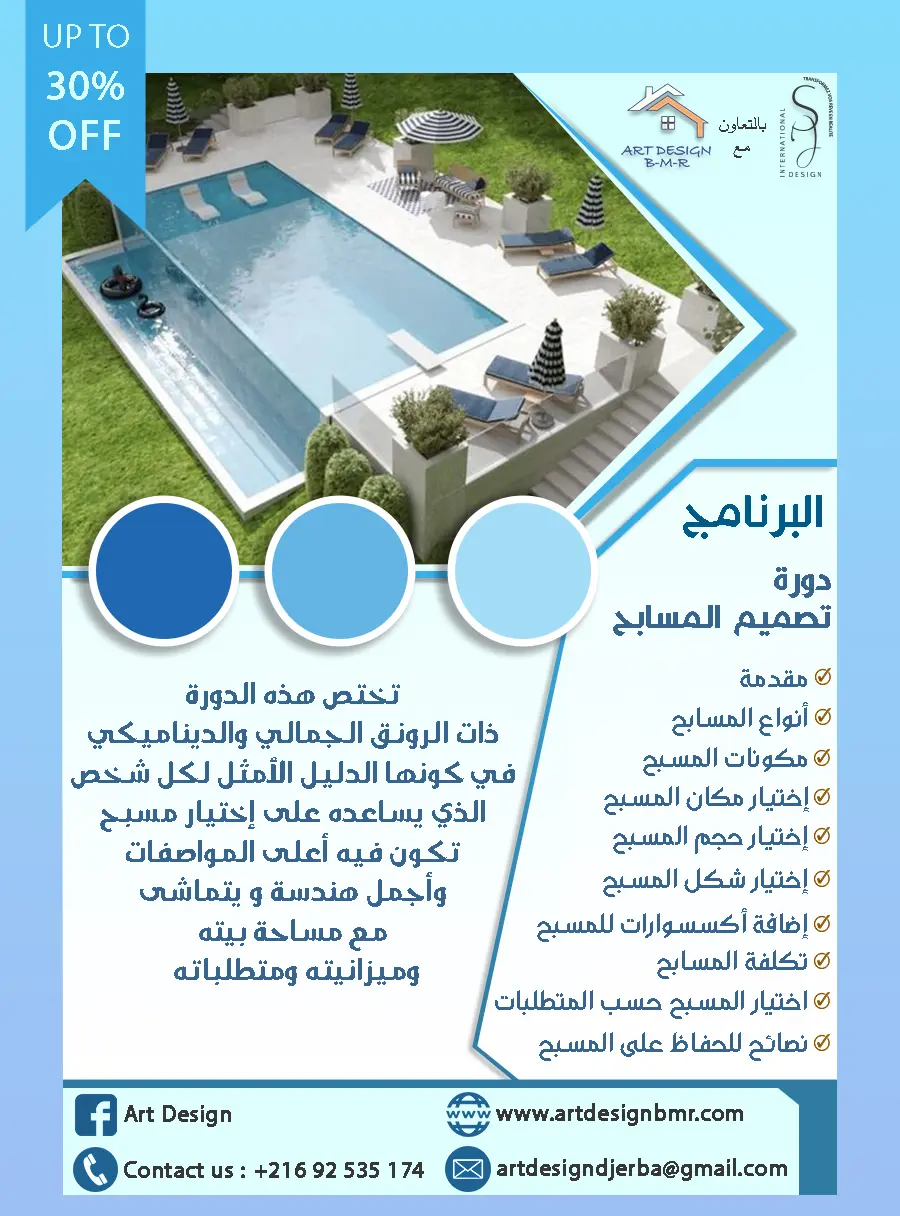 UP TO
30%
OFF
ART DESIGN
B-M-R
بالتعاون
مع
INTERNATIONAL
DESIGN
البرنامج
دورة
تصميم المسابح
مقدمة
أنواع المسابح
مكونات المسبح
إختيار مكان المسبح
إختيار حجم المسبح
إختيار شكل المسبح
إضافة أكسسوارات للمسبح
تكلفة المسابح
اختيار المسبح حسب المتطلبات
نصائح للحفاظ على المسبح
تختص هذه الدورة
ذات الرونق الجمالي والديناميكي
في كونها الدليل الأمثل لكل شخص
الذي يساعده على إختيار مسبح
تكون فيه أعلى المواصفات
وأجمل هندسة و يتماشى
مع مساحة بيته
وميزانيته ومتطلباته
Art Design
www.artdesignbmr.com
Contact us : +216 92 535 174
artdesigndjerba@gmail.com